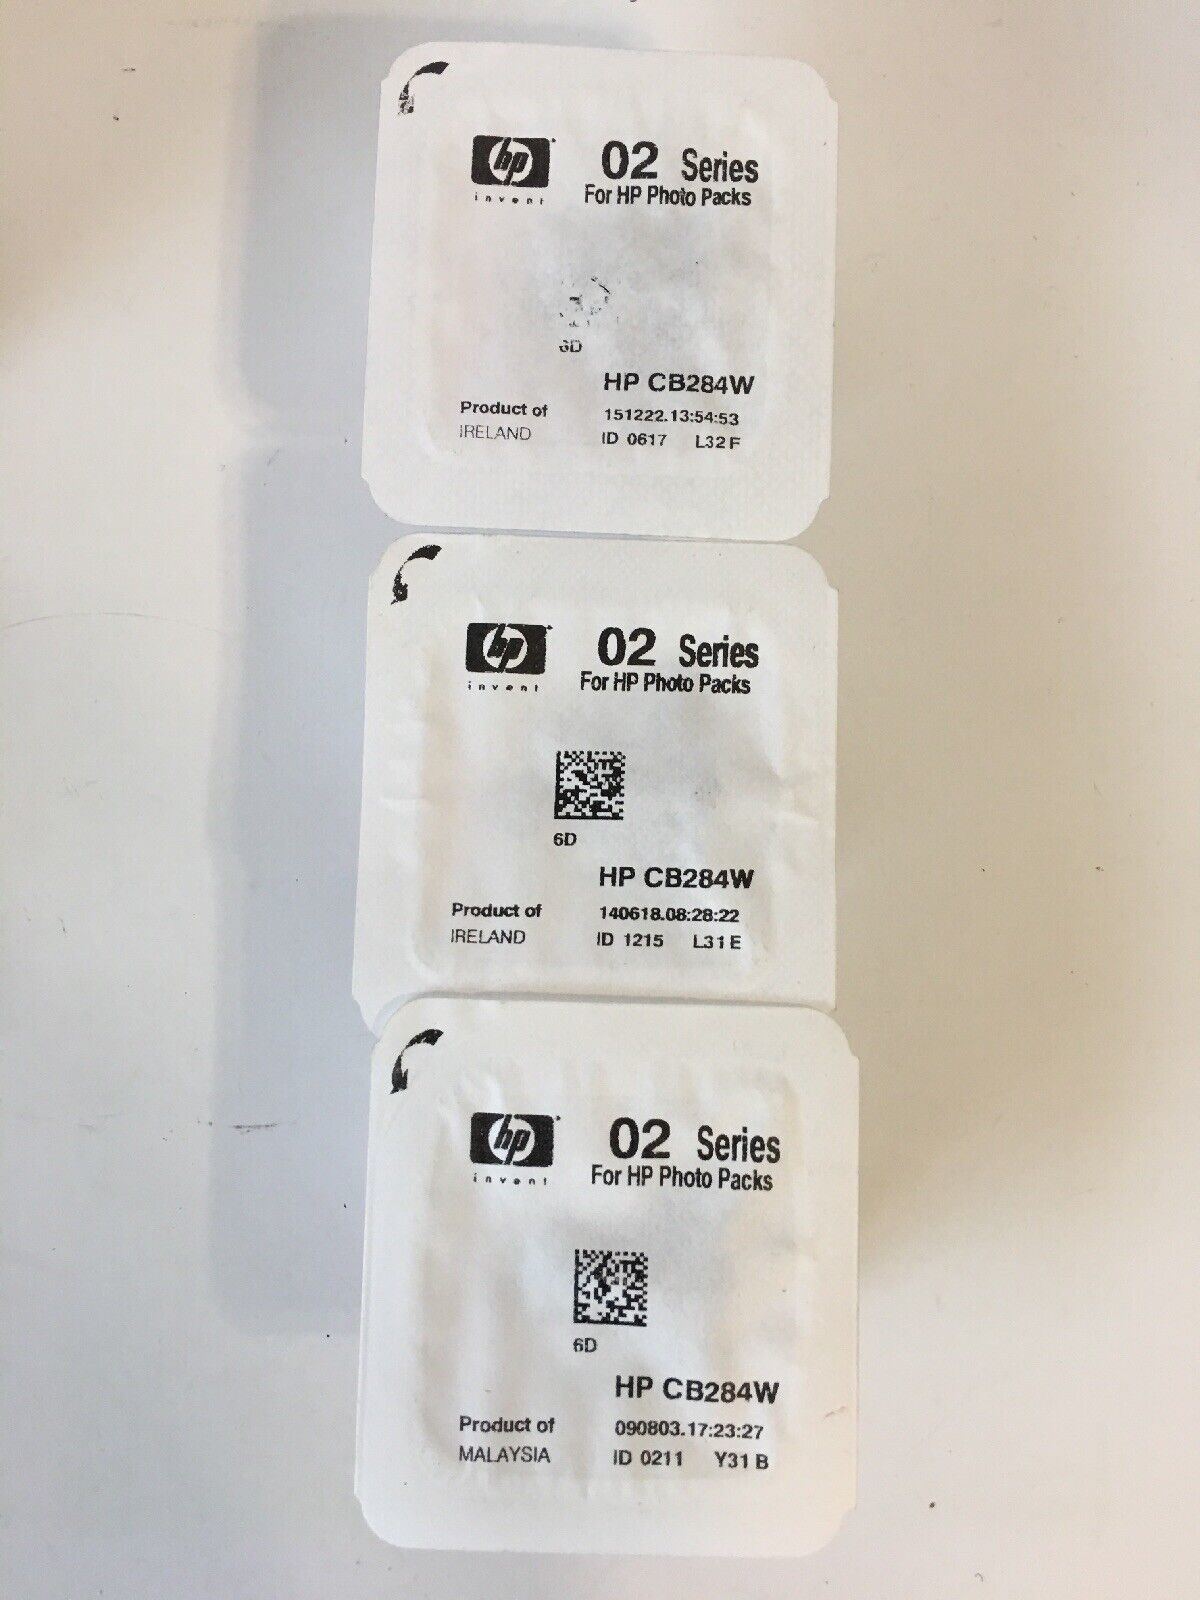 hp
invent
02 Series
For HP Photo Packs
6D
HP CB284W
Product of
IRELAND
151222.13:54:53
ID 0617 L32 F
hp
invent
02 Series
For HP Photo Packs
6D
HP CB284W
Product of
IRELAND
140618.08:28:22
ID 1215 L31 E
hp
invent
02 Series
For HP Photo Packs
6D
HP CB284W
Product of
MALAYSIA
090803.17:23:27
ID 0211 Y31 B